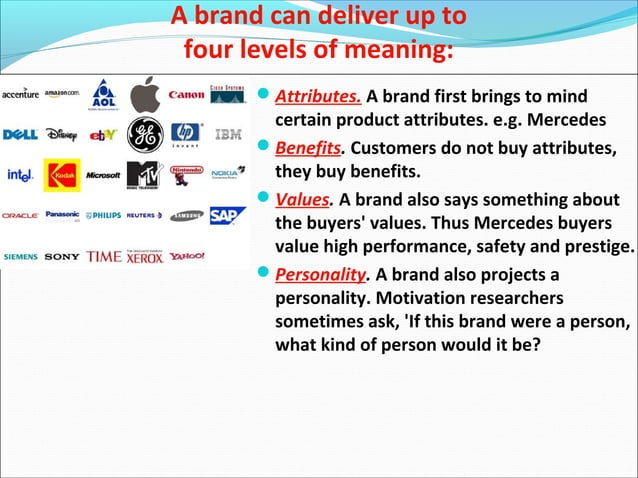 A brand can deliver up to
four levels of meaning:
accenture amazon.com AOL Canon CISCO SYSTEMS
DELL Disney ebY GE hp IBM
invent
intel Kodak Microsoft MTV Nintendo NOKIA
MUSIC TELEVISION
ORACLE Panasonic PHILIPS REUTERS SAMSUNG SAP
SIEMENS SONY TIME XEROX YAHOO!
Attributes. A brand first brings to mind
certain product attributes. e.g. Mercedes
Benefits. Customers do not buy attributes,
they buy benefits.
Values. A brand also says something about
the buyers' values. Thus Mercedes buyers
value high performance, safety and prestige.
Personality. A brand also projects a
personality. Motivation researchers
sometimes ask, 'If this brand were a person,
what kind of person would it be?